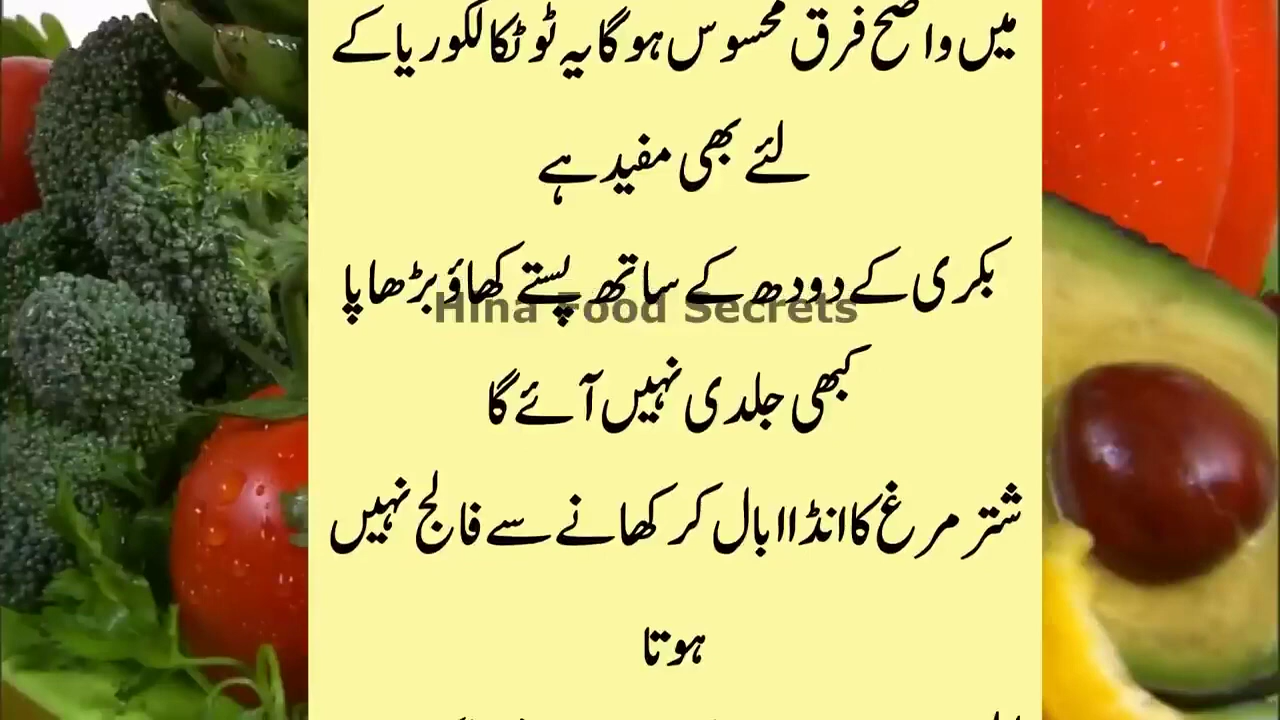 میں واضح فرق محسوس ہوگا یہ ٹوٹکا لکوریا کے
لئے بھی مفید ہے
بکری کے دودھ کے ساتھ پستے کھاؤ بڑھاپا
Hina Food Secrets
کبھی جلدی نہیں آئے گا
شتر مرغ کا انڈا ابال کر کھانے سے فالج نہیں
ہوتا